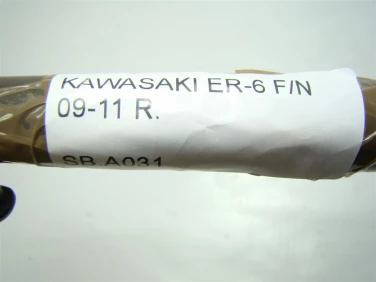 KAWASAKI ER-6 F/N
09-11 R.
SB A031